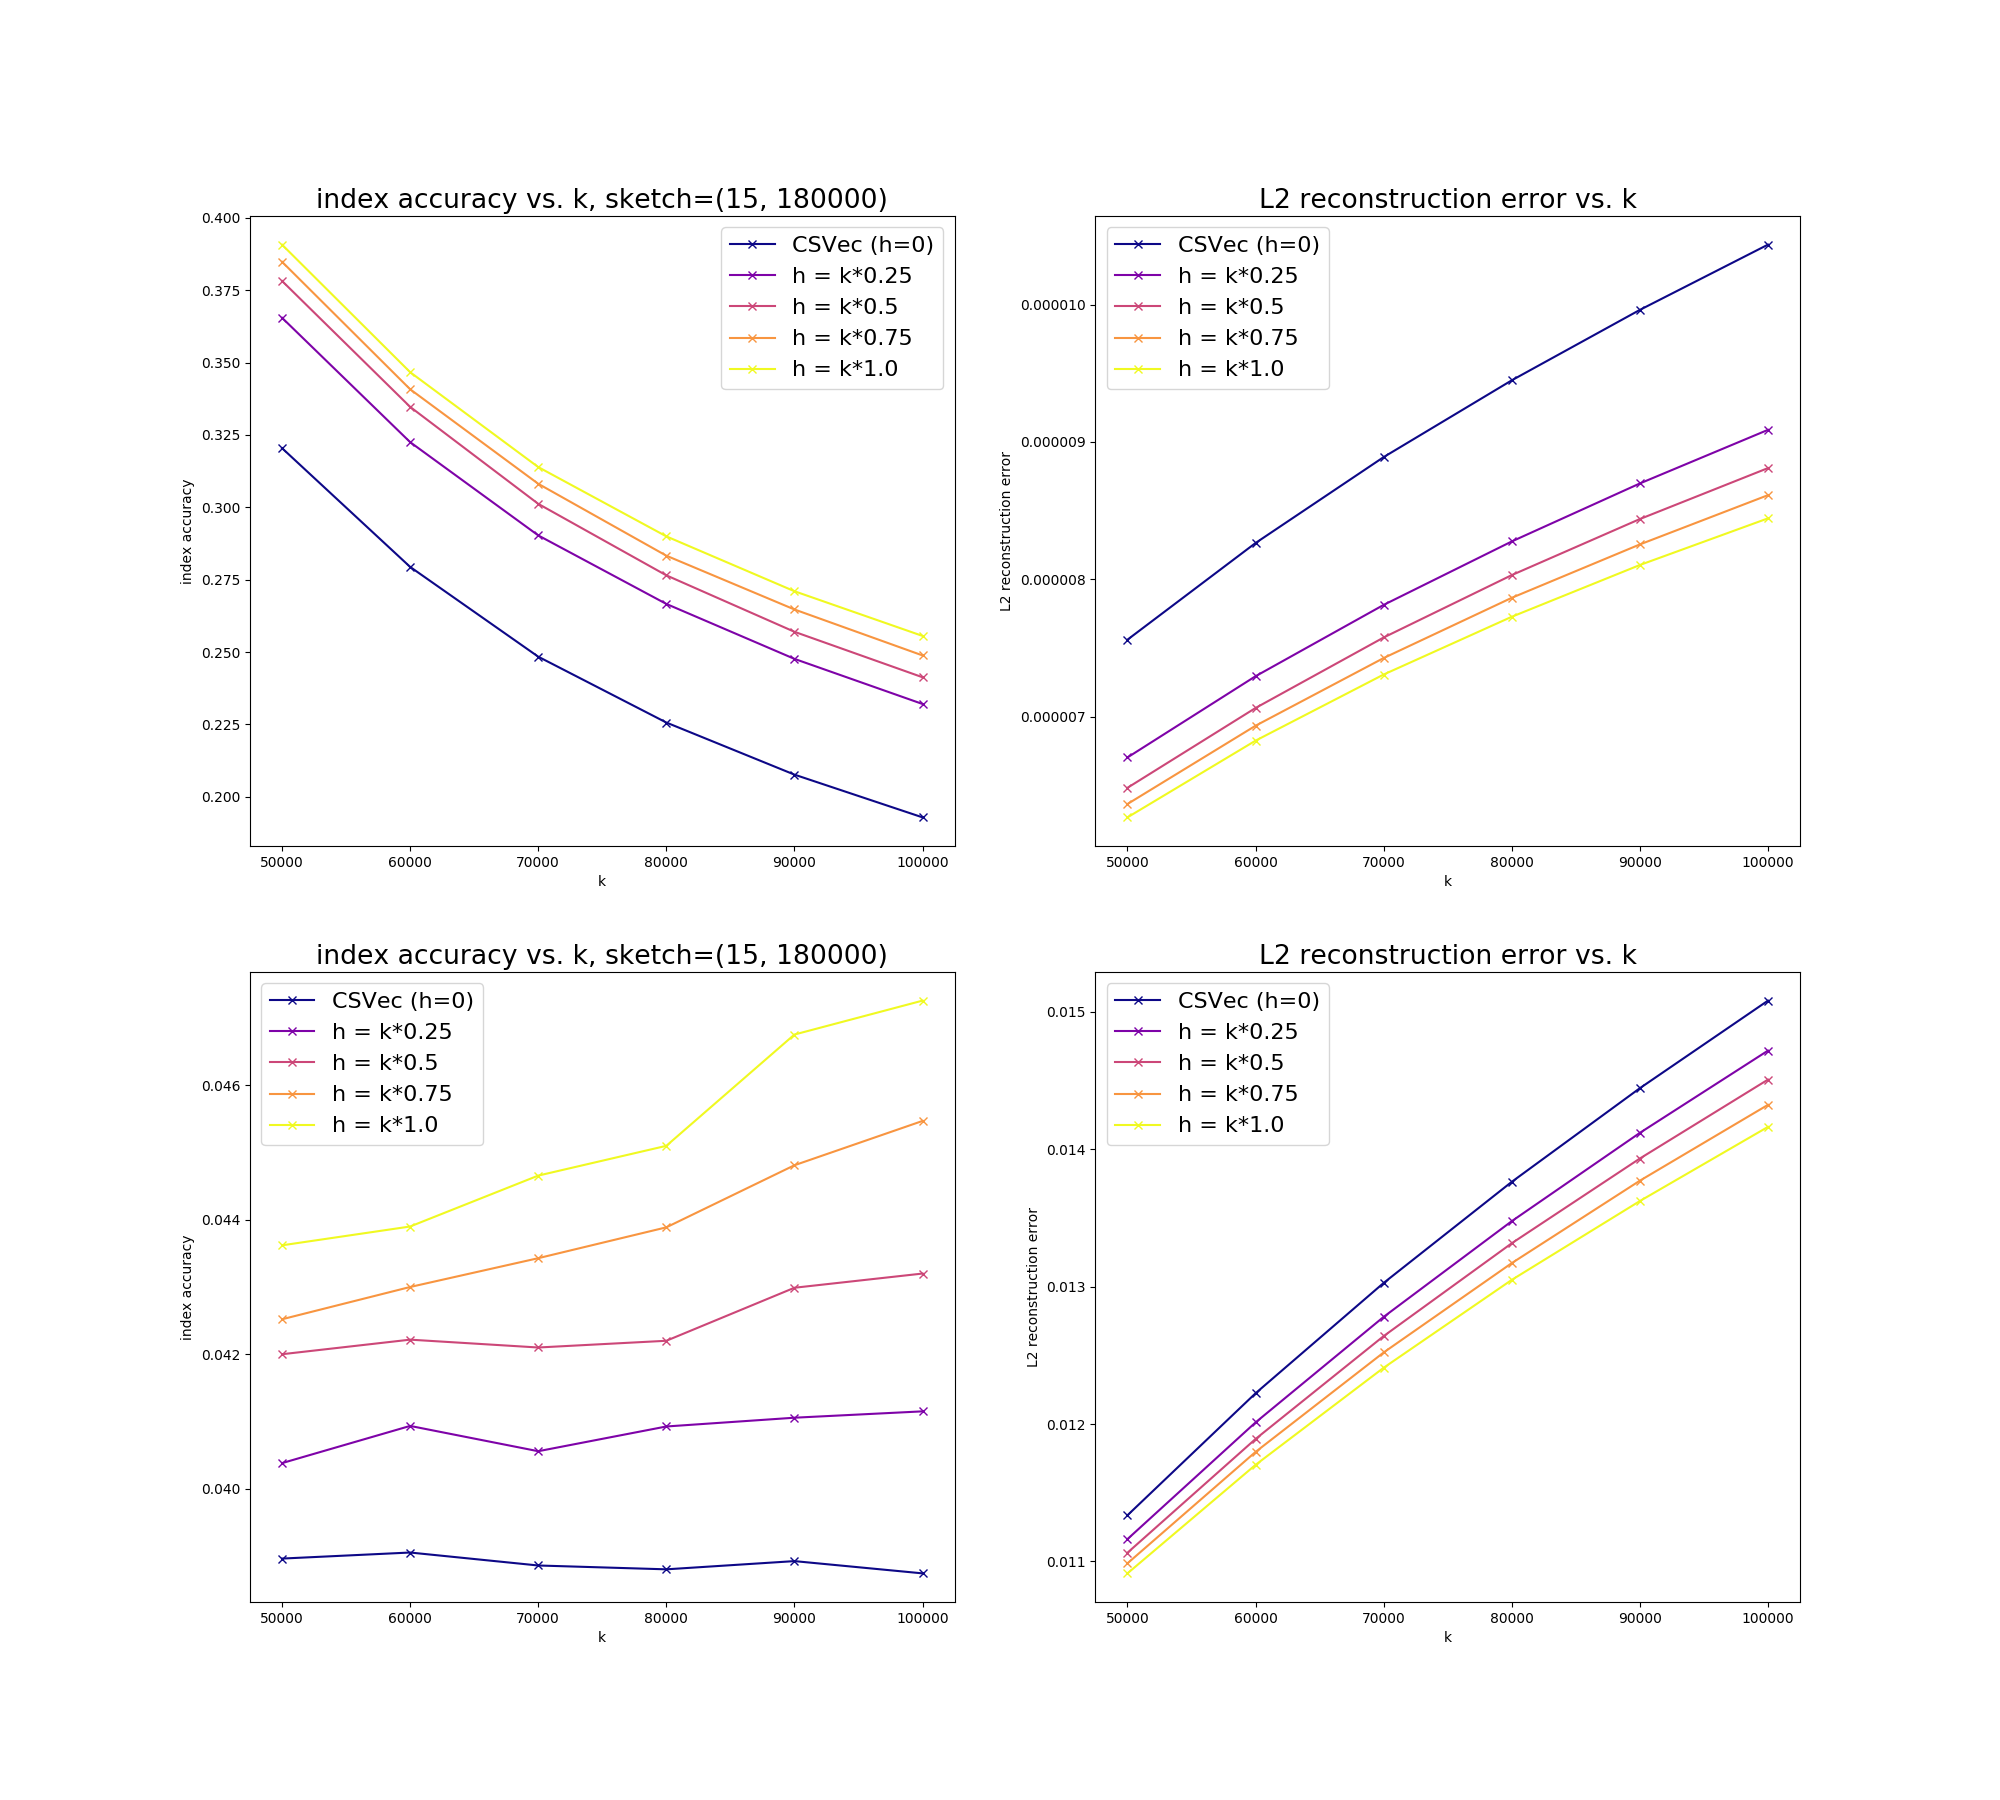 index accuracy vs. k, sketch=(15, 180000)
0.400
0.375
0.350
0.325
0.300
0.275
0.250
0.225
0.200
index accuracy
CSVec (h=0)
h = k*0.25
h = k*0.5
h = k*0.75
h = k*1.0
50000 60000 70000 80000 90000 100000
k
L2 reconstruction error vs. k
0.000010
0.000009
0.000008
0.000007
L2 reconstruction error
CSVec (h=0)
h = k*0.25
h = k*0.5
h = k*0.75
h = k*1.0
50000 60000 70000 80000 90000 100000
k
index accuracy vs. k, sketch=(15, 180000)
0.046
0.044
0.042
0.040
index accuracy
CSVec (h=0)
h = k*0.25
h = k*0.5
h = k*0.75
h = k*1.0
50000 60000 70000 80000 90000 100000
k
L2 reconstruction error vs. k
0.015
0.014
0.013
0.012
0.011
L2 reconstruction error
CSVec (h=0)
h = k*0.25
h = k*0.5
h = k*0.75
h = k*1.0
50000 60000 70000 80000 90000 100000
k